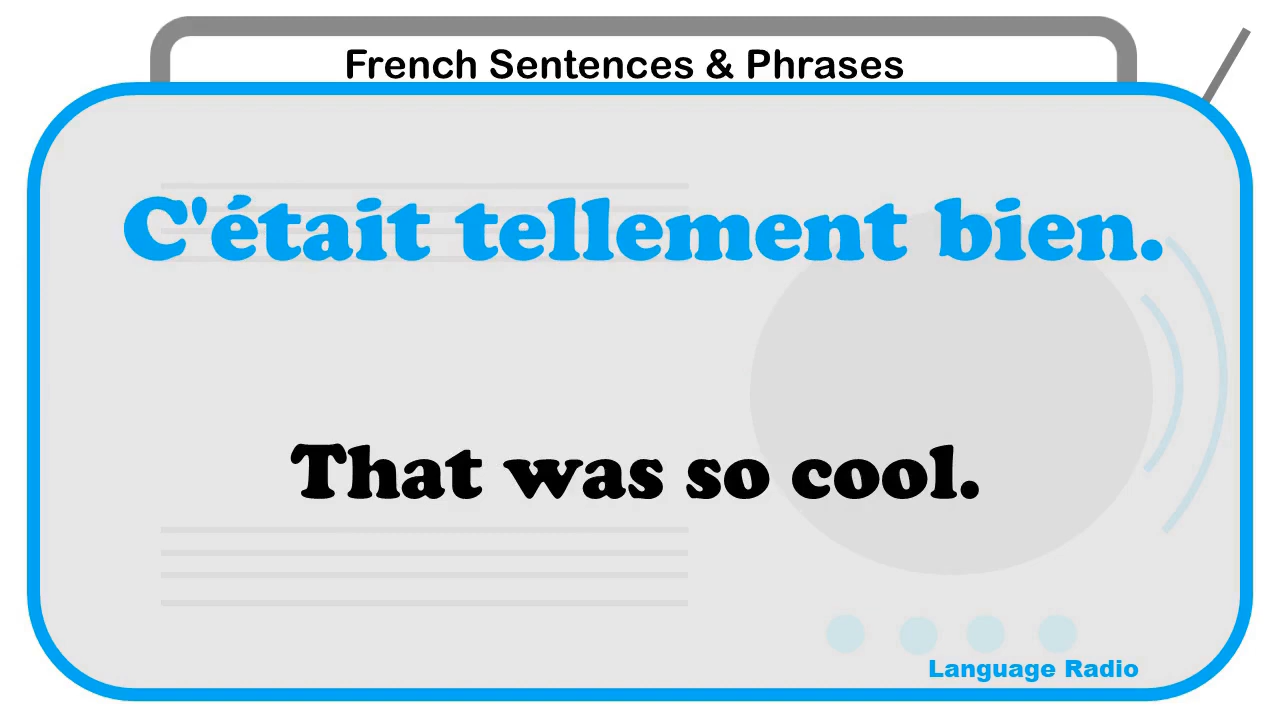 French Sentences & Phrases
C'était tellement bien.
That was so cool.
Language Radio